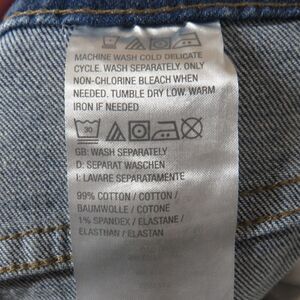 MACHINE WASH COLD DELICATE
CYCLE. WASH SEPARATELY. ONLY
NON-CHLORINE BLEACH WHEN
NEEDED. TUMBLE DRY LOW. WARM
IRON IF NEEDED
30
GB: WASH SEPARATELY
D: SEPARAT WASCHEN
I: LAVARE SEPARATAMENTE
99% COTTON / COTTON /
BAUMWOLLE / COTONE
1% SPANDEX / ELASTANE /
ELASTHAN / ELASTAN